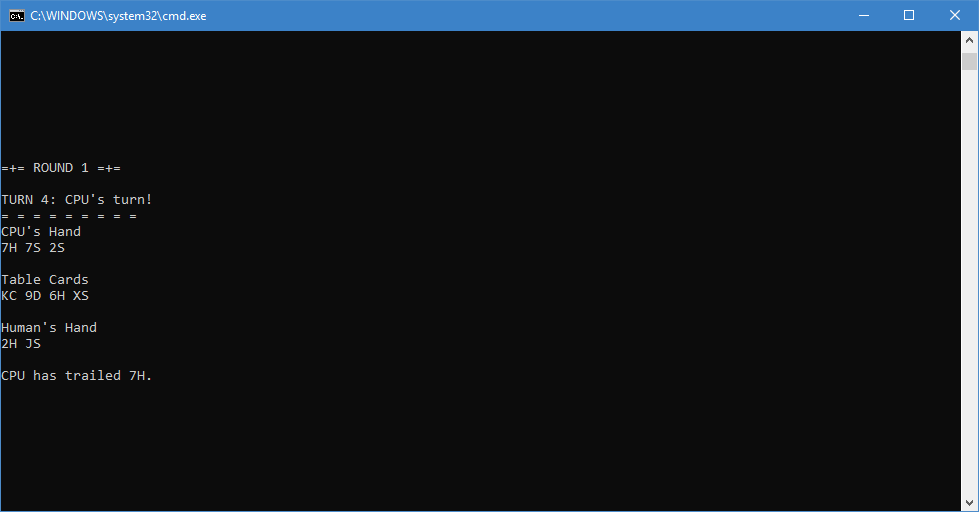 C:\WINDOWS\system32\cmd.exe
=+= ROUND 1 =+=
TURN 4: CPU's turn!
= = = = = = = = =
CPU's Hand
7H 7S 2S
Table Cards
KC 9D 6H XS
Human's Hand
2H JS
CPU has trailed 7H.